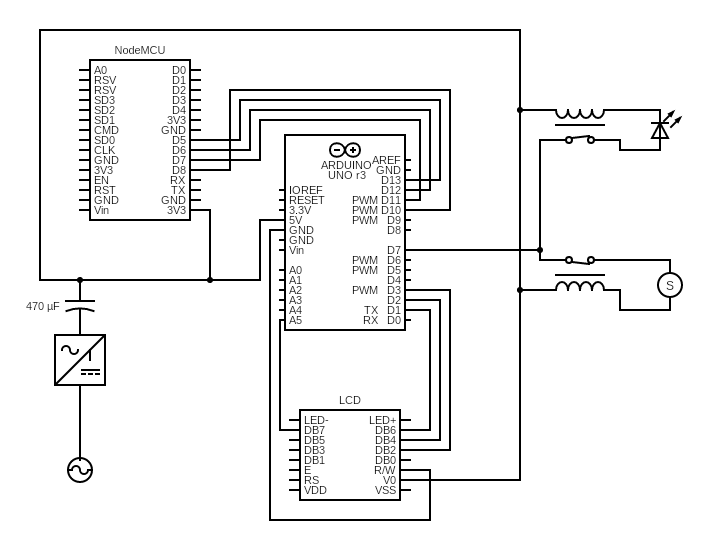 NodeMCU
A0 D0
RSV D1
RSV D2
SD3 D3
SD2 D4
SD1 3V3
CMD GND
SD0 D5
CLK D6
GND D7
3V3 D8
EN RX
RST TX
GND GND
Vin 3V3
ARDUINO
UNO r3
AREF
GND
D13
IOREF D12
RESET PWM D11
3.3V PWM D10
5V PWM D9
GND D8
GND
Vin D7
PWM D6
A0 PWM D5
A1 D4
A2 PWM D3
A3 D2
A4 TX D1
A5 RX D0
S
470 µF
LCD
LED- LED+
DB7 DB6
DB5 DB4
DB3 DB2
DB1 DB0
E R/W
RS V0
VDD VSS